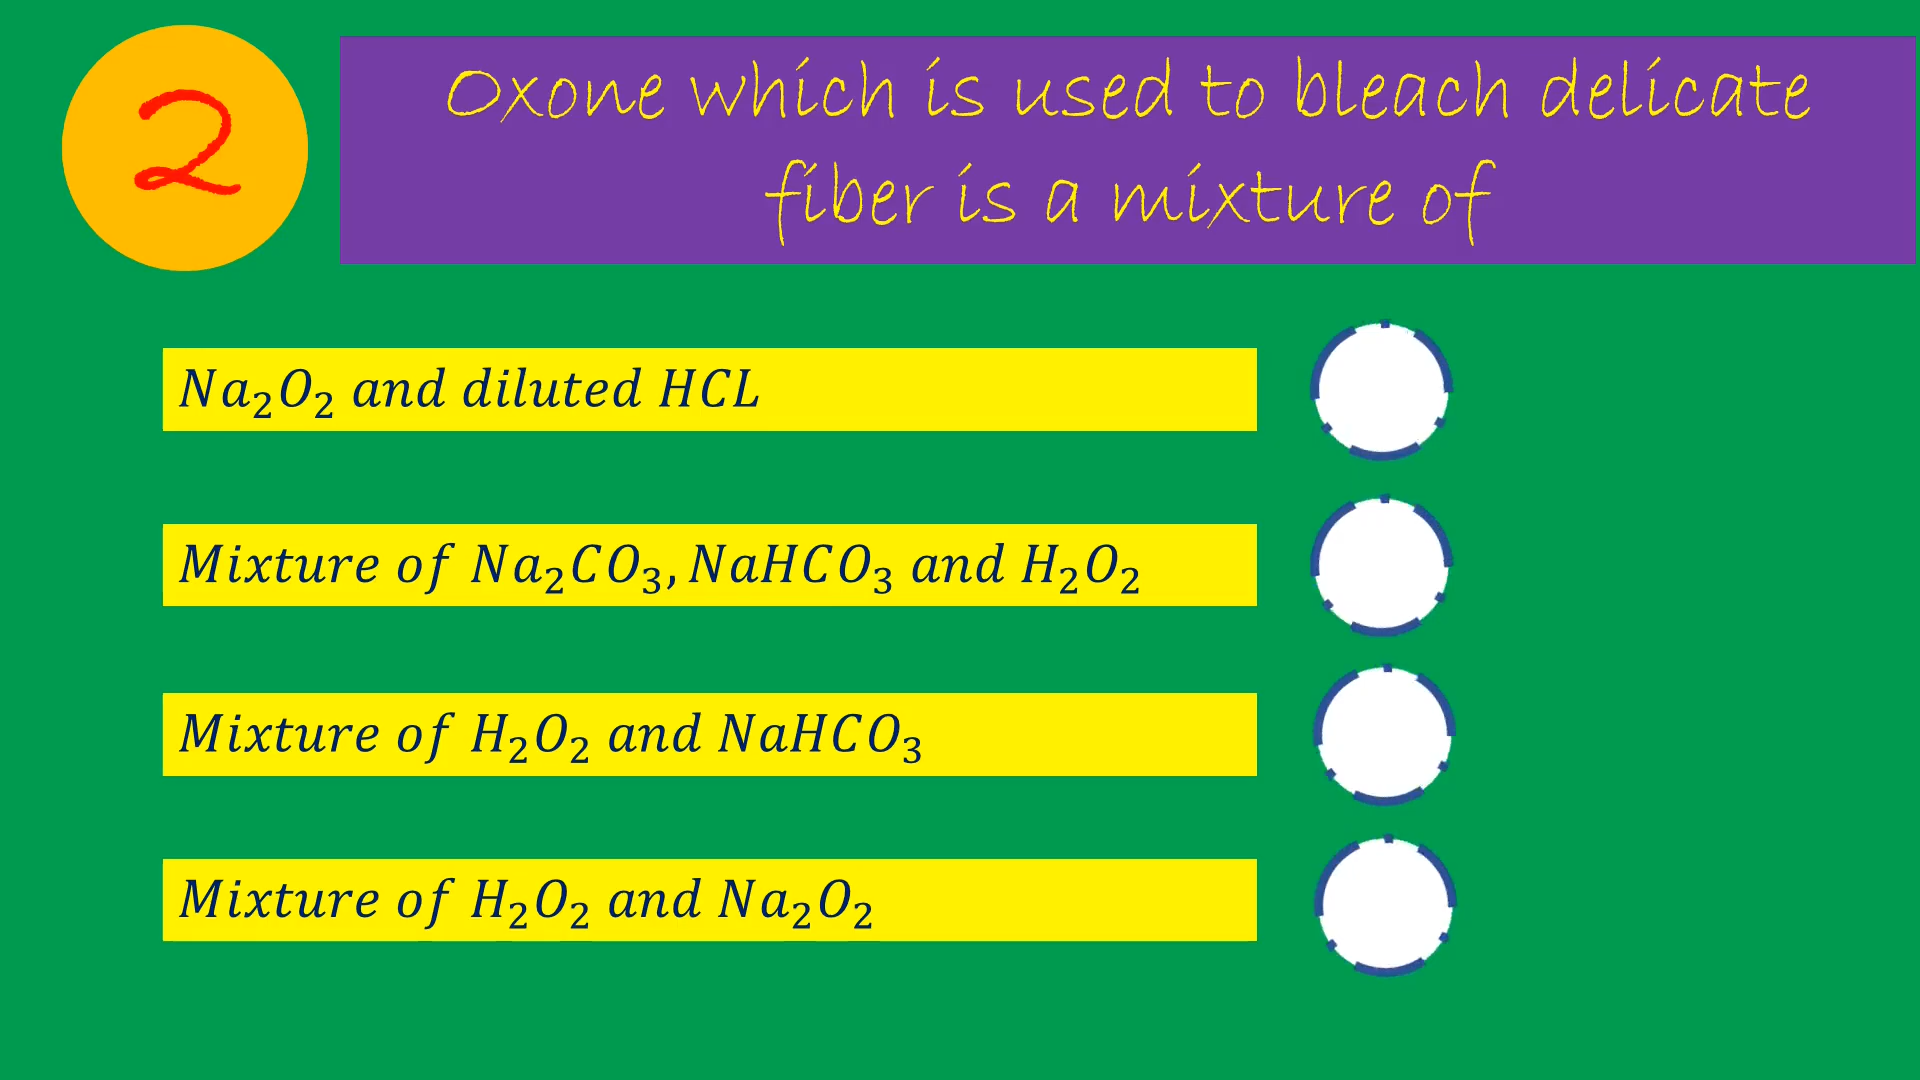 2
Oxone which is used to bleach delicate
fiber is a mixture of
Na₂O₂ and diluted HCL
Mixture of Na₂CO₃, NaHCO₃ and H₂O₂
Mixture of H₂O₂ and NaHCO₃
Mixture of H₂O₂ and Na₂O₂